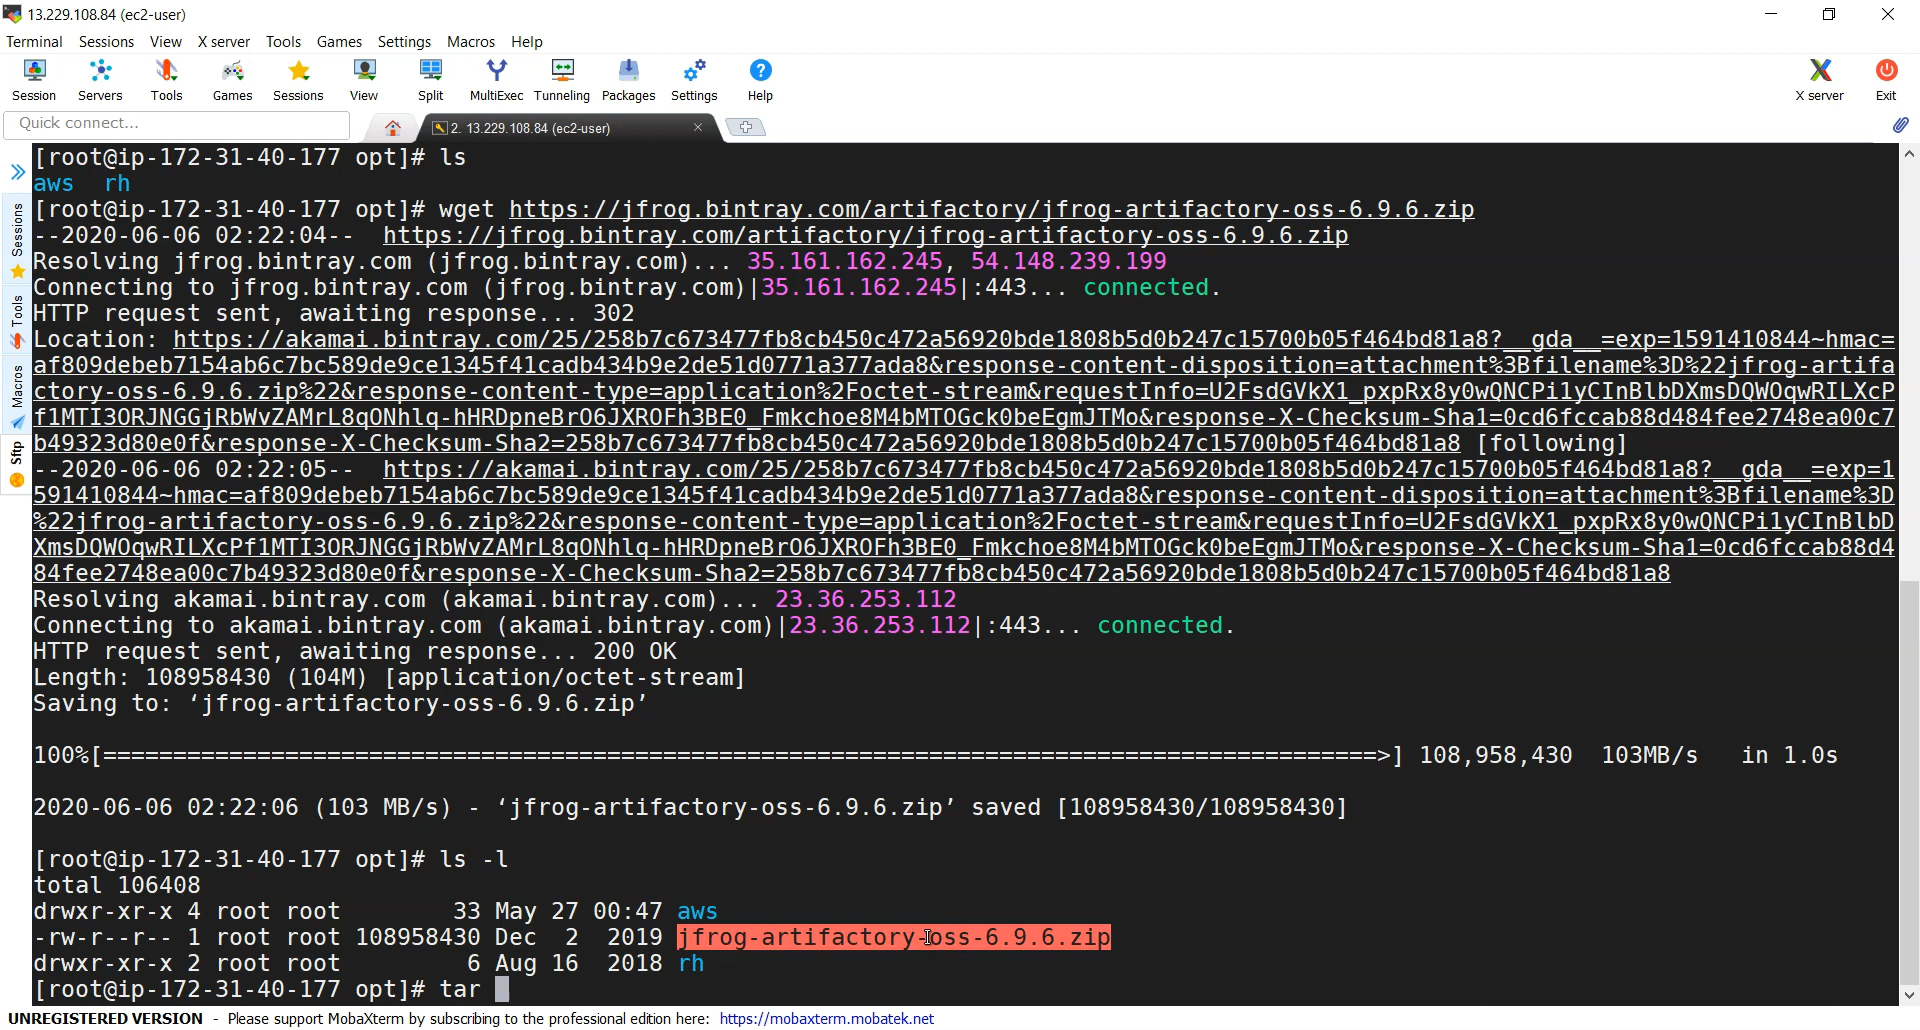 13.229.108.84 (ec2-user)
Terminal Sessions View X server Tools Games Settings Macros Help
Session Servers Tools Games Sessions View Split MultiExec Tunneling Packages Settings Help X server Exit
Quick connect...
2. 13.229.108.84 (ec2-user)
Sessions
Tools
Macros
Sftp
[root@ip-172-31-40-177 opt]# ls
aws  rh
[root@ip-172-31-40-177 opt]# wget https://jfrog.bintray.com/artifactory/jfrog-artifactory-oss-6.9.6.zip
--2020-06-06 02:22:04--  https://jfrog.bintray.com/artifactory/jfrog-artifactory-oss-6.9.6.zip
Resolving jfrog.bintray.com (jfrog.bintray.com)... 35.161.162.245, 54.148.239.199
Connecting to jfrog.bintray.com (jfrog.bintray.com)|35.161.162.245|:443... connected.
HTTP request sent, awaiting response... 302
Location: https://akamai.bintray.com/25/258b7c673477fb8cb450c472a56920bde1808b5d0b247c15700b05f464bd81a8?__gda__=exp=1591410844~hmac=
af809debeb7154ab6c7bc589de9ce1345f41cadb434b9e2de51d0771a377ada8&response-content-disposition=attachment%3Bfilename%3D%22jfrog-artifa
ctory-oss-6.9.6.zip%22&response-content-type=application%2Foctet-stream&requestInfo=U2FsdGVkX1_pxpRx8y0wQNCPi1yCInBlbDXmsDQWOqwRILXcP
f1MTI3ORJNGGjRbWvZAMrL8qONhlq-hHRDpneBrO6JXROFh3BE0_Fmkchoe8M4bMTOGck0beEgmJTMo&response-X-Checksum-Sha1=0cd6fccab88d484fee2748ea00c7
b49323d80e0f&response-X-Checksum-Sha2=258b7c673477fb8cb450c472a56920bde1808b5d0b247c15700b05f464bd81a8 [following]
--2020-06-06 02:22:05--  https://akamai.bintray.com/25/258b7c673477fb8cb450c472a56920bde1808b5d0b247c15700b05f464bd81a8?__gda__=exp=1
591410844~hmac=af809debeb7154ab6c7bc589de9ce1345f41cadb434b9e2de51d0771a377ada8&response-content-disposition=attachment%3Bfilename%3D
%22jfrog-artifactory-oss-6.9.6.zip%22&response-content-type=application%2Foctet-stream&requestInfo=U2FsdGVkX1_pxpRx8y0wQNCPi1yCInBlbD
XmsDQWOqwRILXcPf1MTI3ORJNGGjRbWvZAMrL8qONhlq-hHRDpneBrO6JXROFh3BE0_Fmkchoe8M4bMTOGck0beEgmJTMo&response-X-Checksum-Sha1=0cd6fccab88d4
84fee2748ea00c7b49323d80e0f&response-X-Checksum-Sha2=258b7c673477fb8cb450c472a56920bde1808b5d0b247c15700b05f464bd81a8
Resolving akamai.bintray.com (akamai.bintray.com)... 23.36.253.112
Connecting to akamai.bintray.com (akamai.bintray.com)|23.36.253.112|:443... connected.
HTTP request sent, awaiting response... 200 OK
Length: 108958430 (104M) [application/octet-stream]
Saving to: ‘jfrog-artifactory-oss-6.9.6.zip’
100%[===========================================================================================>] 108,958,430  103MB/s   in 1.0s
2020-06-06 02:22:06 (103 MB/s) - ‘jfrog-artifactory-oss-6.9.6.zip’ saved [108958430/108958430]
[root@ip-172-31-40-177 opt]# ls -l
total 106408
drwxr-xr-x 4 root root        33 May 27 00:47 aws
-rw-r--r-- 1 root root 108958430 Dec  2  2019 jfrog-artifactory-oss-6.9.6.zip
drwxr-xr-x 2 root root         6 Aug 16  2018 rh
[root@ip-172-31-40-177 opt]# tar
UNREGISTERED VERSION - Please support MobaXterm by subscribing to the professional edition here: https://mobaxterm.mobatek.net